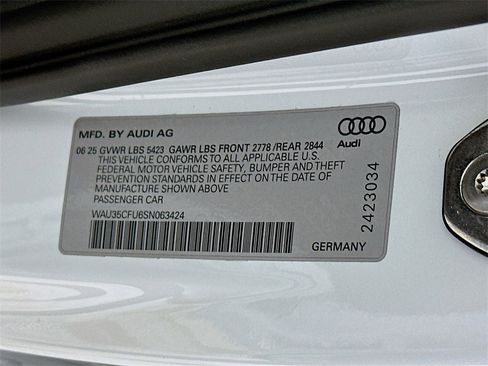 MFD. BY AUDI AG
06 25 GVWR LBS 5423 GAWR LBS FRONT 2778 /REAR 2844
THIS VEHICLE CONFORMS TO ALL APPLICABLE U.S.
FEDERAL MOTOR VEHICLE SAFETY, BUMPER AND THEFT
PREVENTION STANDARDS IN EFFECT ON THE DATE OF
MANUFACTURE SHOWN ABOVE
PASSENGER CAR
WAU35CFU6SN063424
GERMANY
Audi
2423034